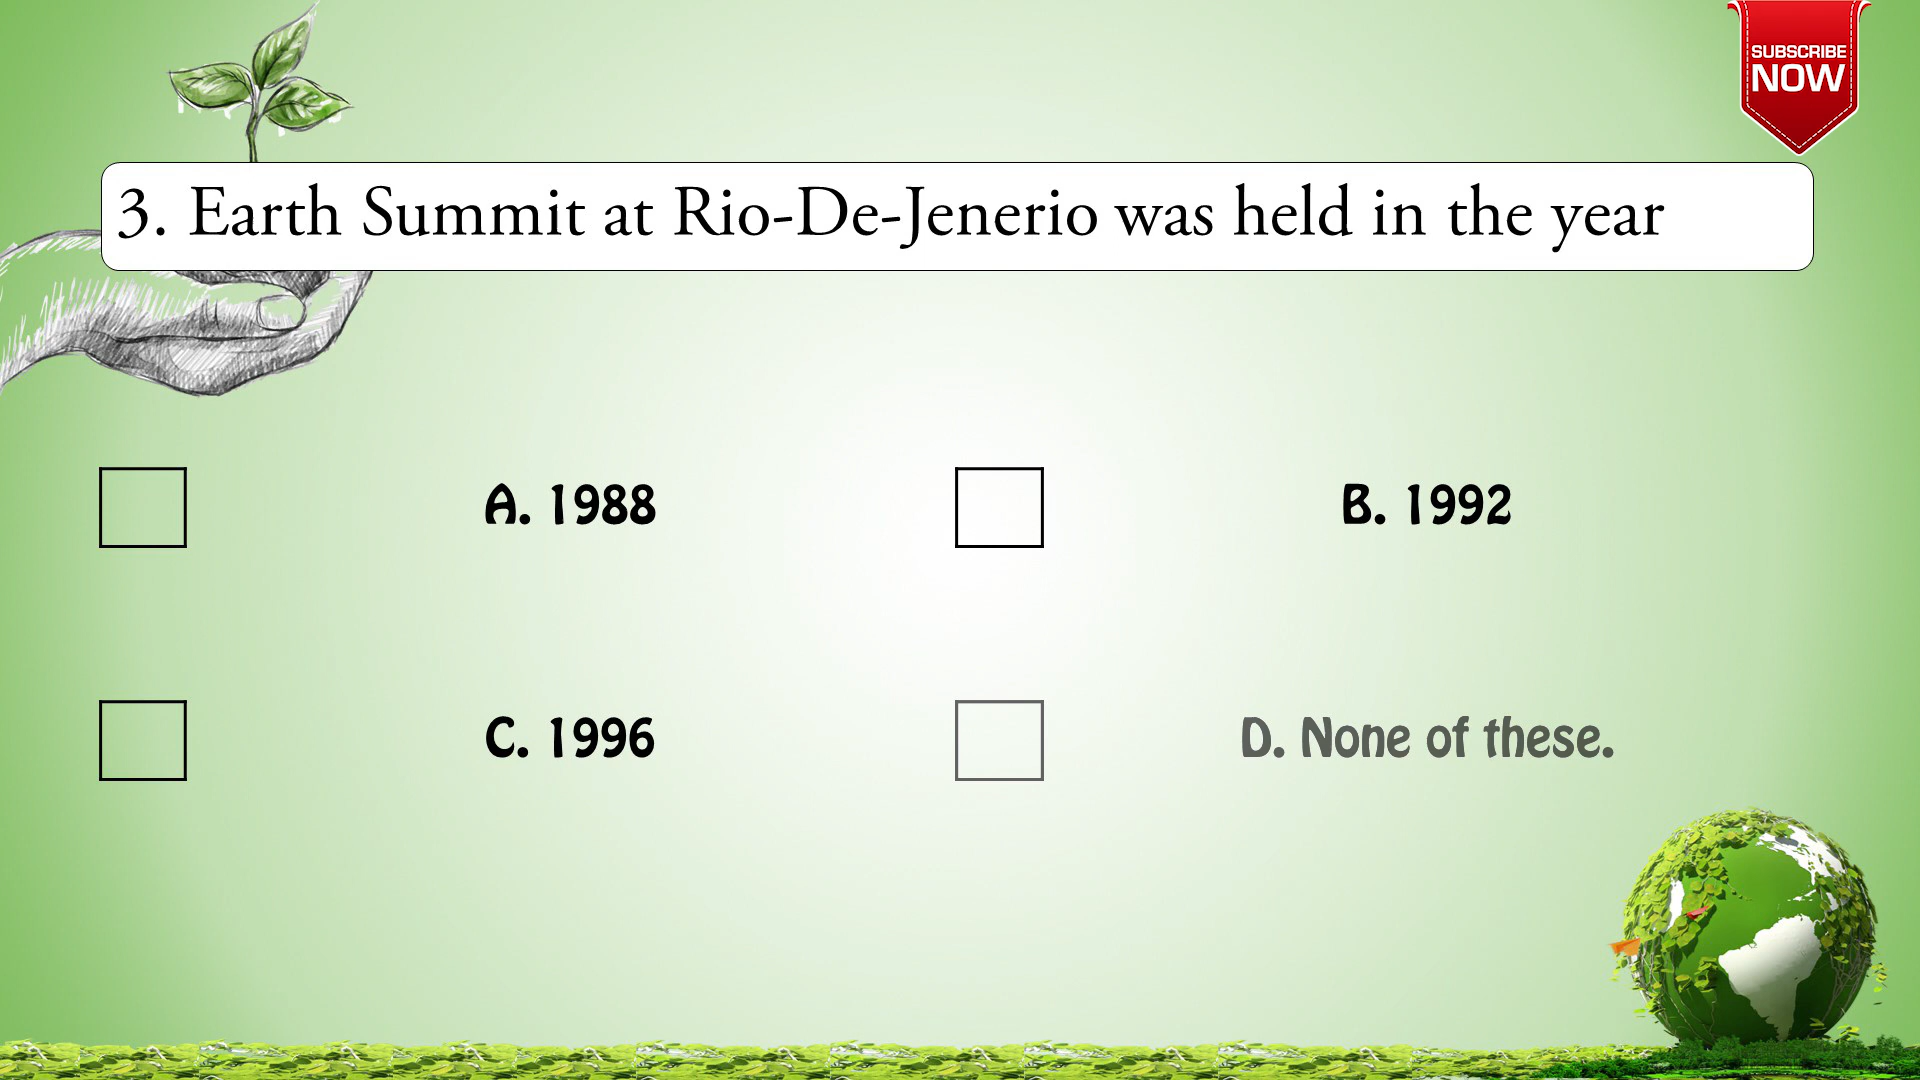 SUBSCRIBE
NOW
3. Earth Summit at Rio-De-Jenerio was held in the year
A. 1988
B. 1992
C. 1996
D. None of these.